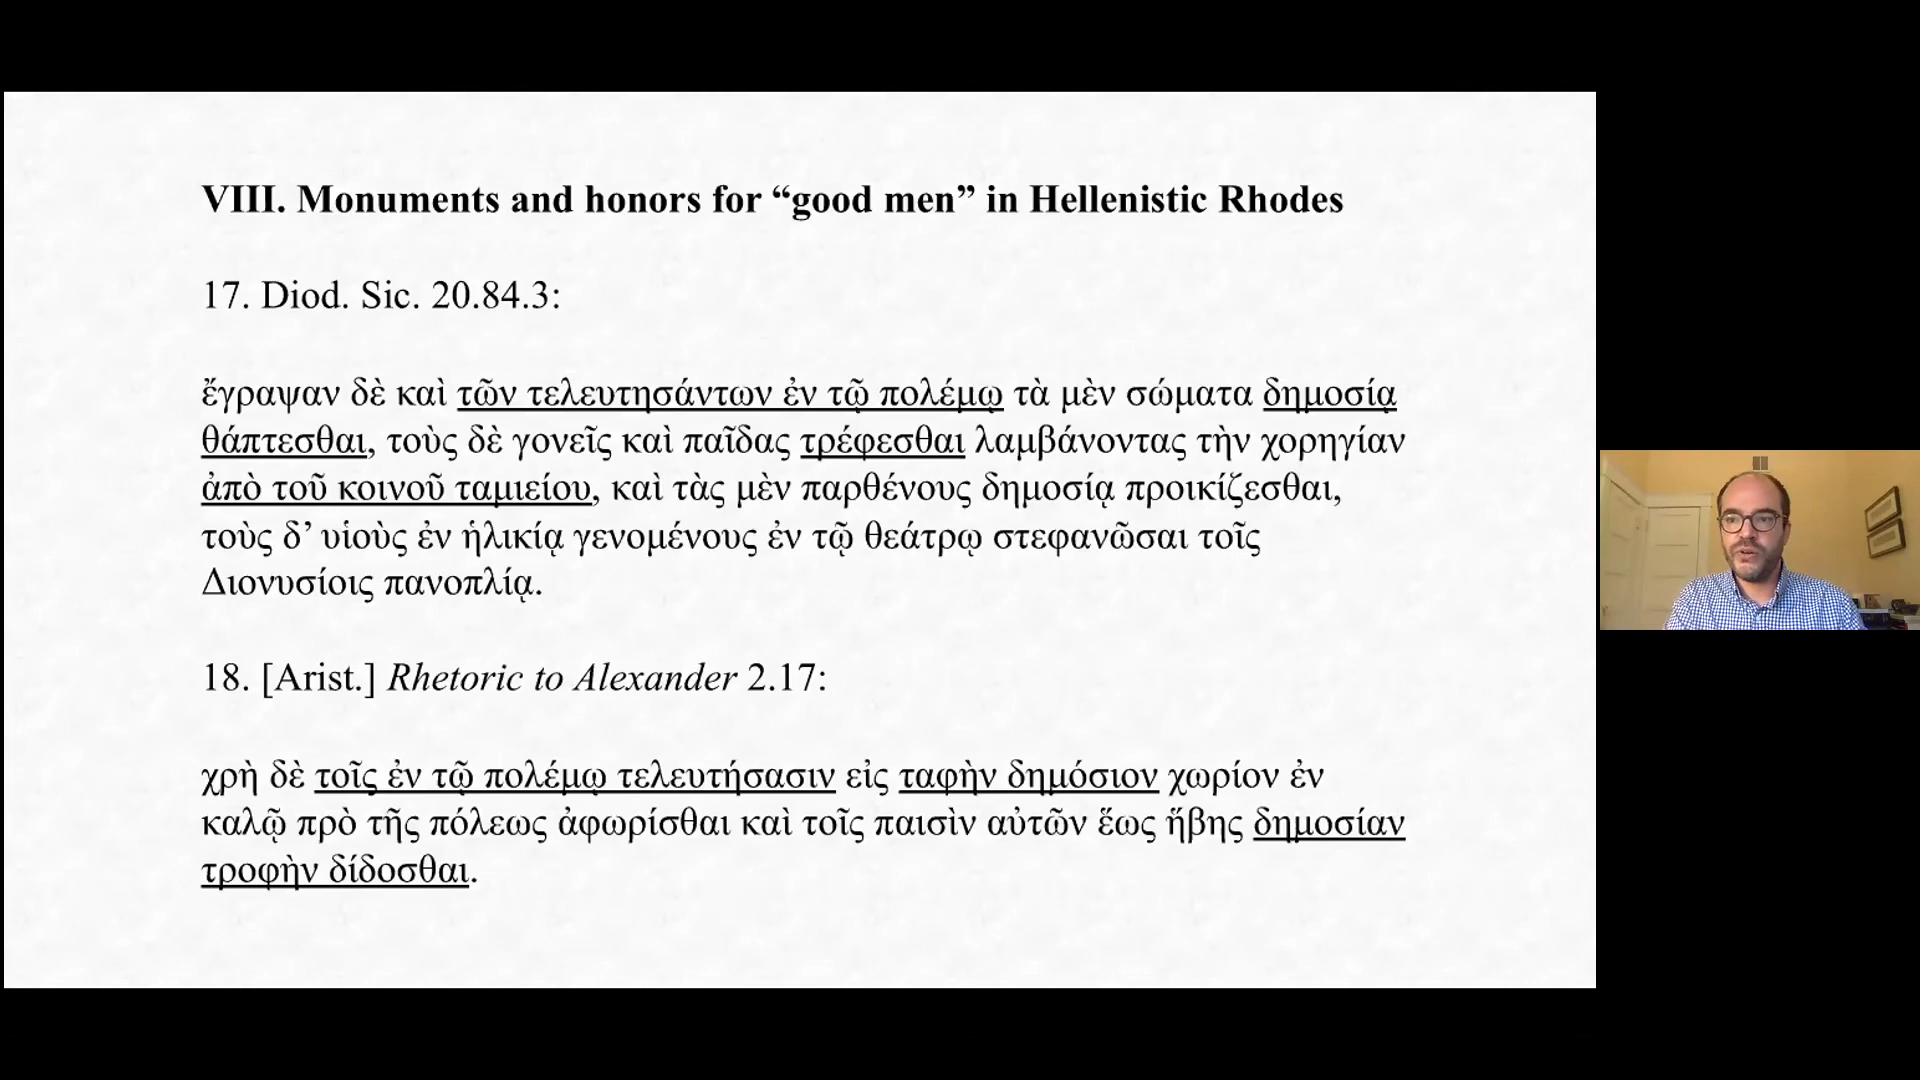 VIII. Monuments and honors for “good men” in Hellenistic Rhodes
17. Diod. Sic. 20.84.3:
ἔγραψαν δὲ καὶ τῶν τελευτησάντων ἐν τῷ πολέμῳ τὰ μὲν σώματα δημοσίᾳ
θάπτεσθαι, τοὺς δὲ γονεῖς καὶ παῖδας τρέφεσθαι λαμβάνοντας τὴν χορηγίαν
ἀπὸ τοῦ κοινοῦ ταμιείου, καὶ τὰς μὲν παρθένους δημοσίᾳ προικίζεσθαι,
τοὺς δ’ υἱοὺς ἐν ἡλικίᾳ γενομένους ἐν τῷ θεάτρῳ στεφανῶσαι τοῖς
Διονυσίοις πανοπλίᾳ.
18. [Arist.] Rhetoric to Alexander 2.17:
χρὴ δὲ τοῖς ἐν τῷ πολέμῳ τελευτήσασιν εἰς ταφὴν δημόσιον χωρίον ἐν
καλῷ πρὸ τῆς πόλεως ἀφωρίσθαι καὶ τοῖς παισὶν αὐτῶν ἕως ἥβης δημοσίαν
τροφὴν δίδοσθαι.